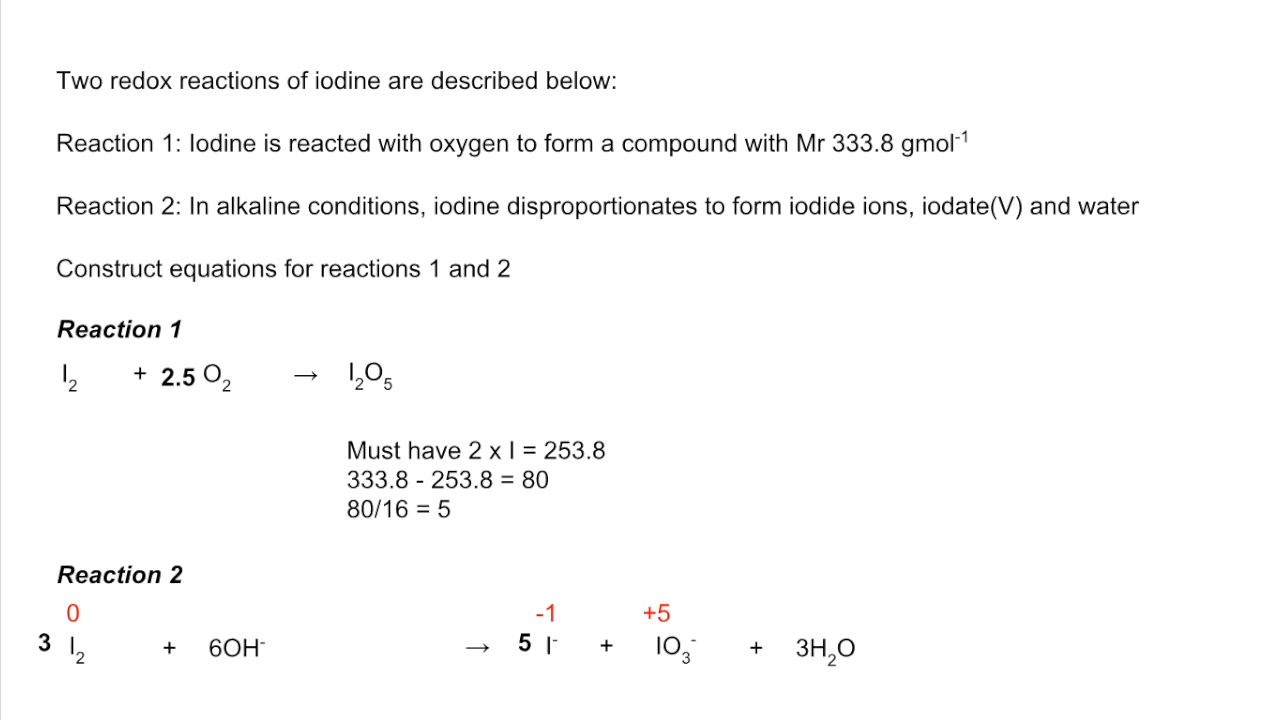 Two redox reactions of iodine are described below:
Reaction 1: Iodine is reacted with oxygen to form a compound with Mr 333.8 gmol⁻¹
Reaction 2: In alkaline conditions, iodine disproportionates to form iodide ions, iodate(V) and water
Construct equations for reactions 1 and 2
Reaction 1
I₂ + 2.5 O₂ → I₂O₅
Must have 2 x I = 253.8
333.8 - 253.8 = 80
80/16 = 5
Reaction 2
0 -1 +5
3 I₂ + 6OH⁻ → 5 I⁻ + IO₃⁻ + 3H₂O